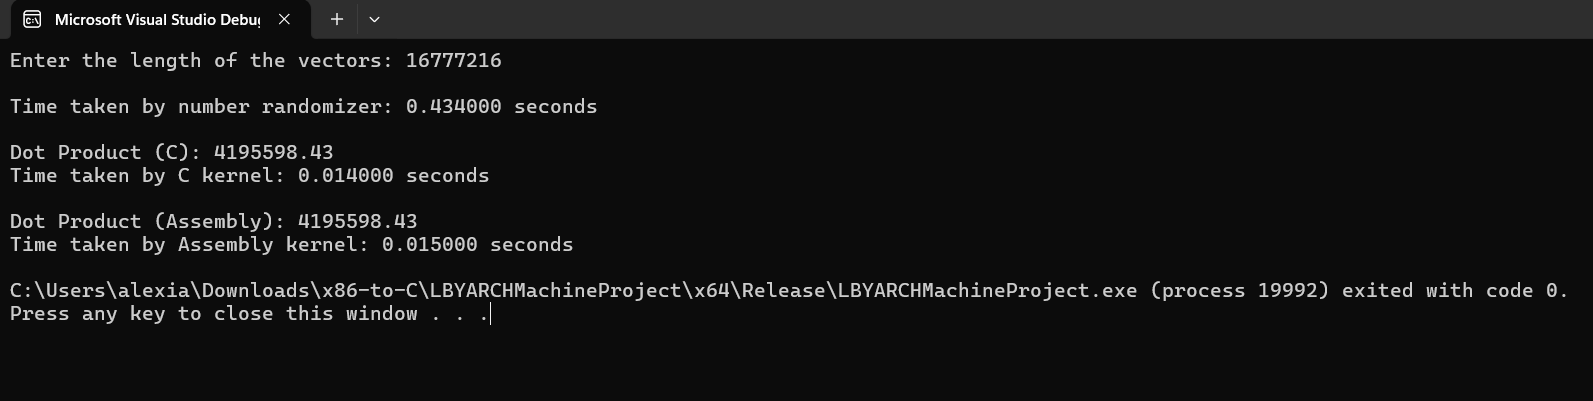 Microsoft Visual Studio Debug
Enter the length of the vectors: 16777216
Time taken by number randomizer: 0.434000 seconds
Dot Product (C): 4195598.43
Time taken by C kernel: 0.014000 seconds
Dot Product (Assembly): 4195598.43
Time taken by Assembly kernel: 0.015000 seconds
C:\Users\alexia\Downloads\x86-to-C\LBYARCHMachineProject\x64\Release\LBYARCHMachineProject.exe (process 19992) exited with code 0.
Press any key to close this window . . .